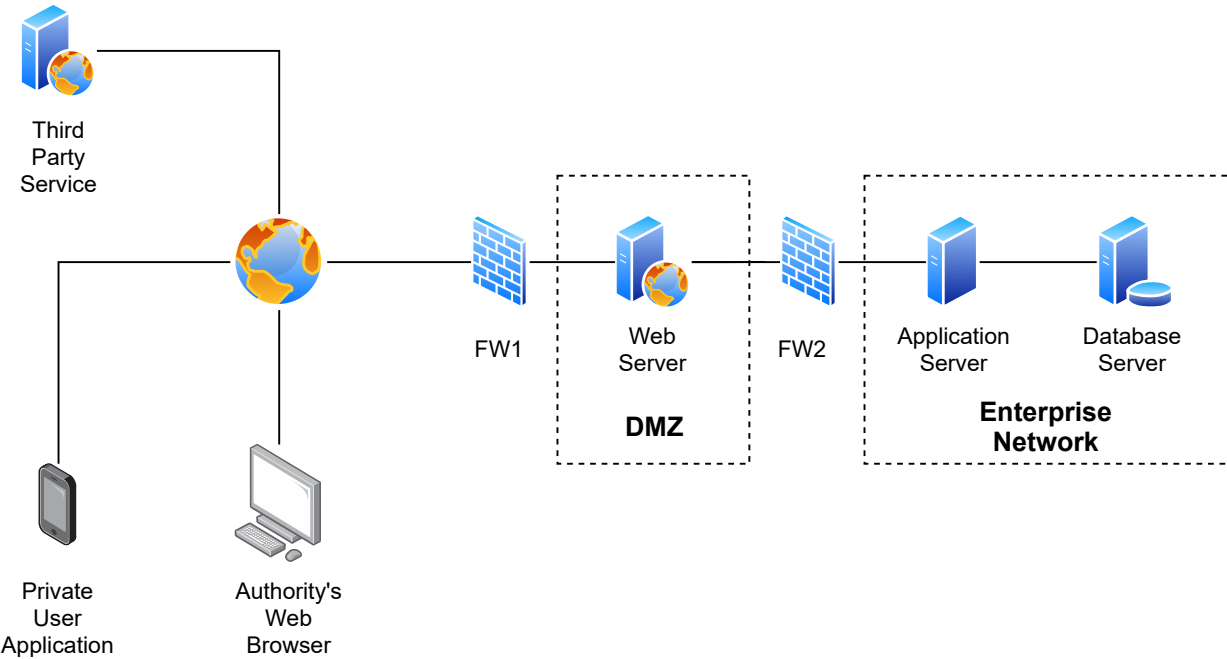 Third
Party
Service
FW1
Web
Server
DMZ
FW2
Application
Server
Database
Server
Enterprise
Network
Private
User
Application
Authority's
Web
Browser